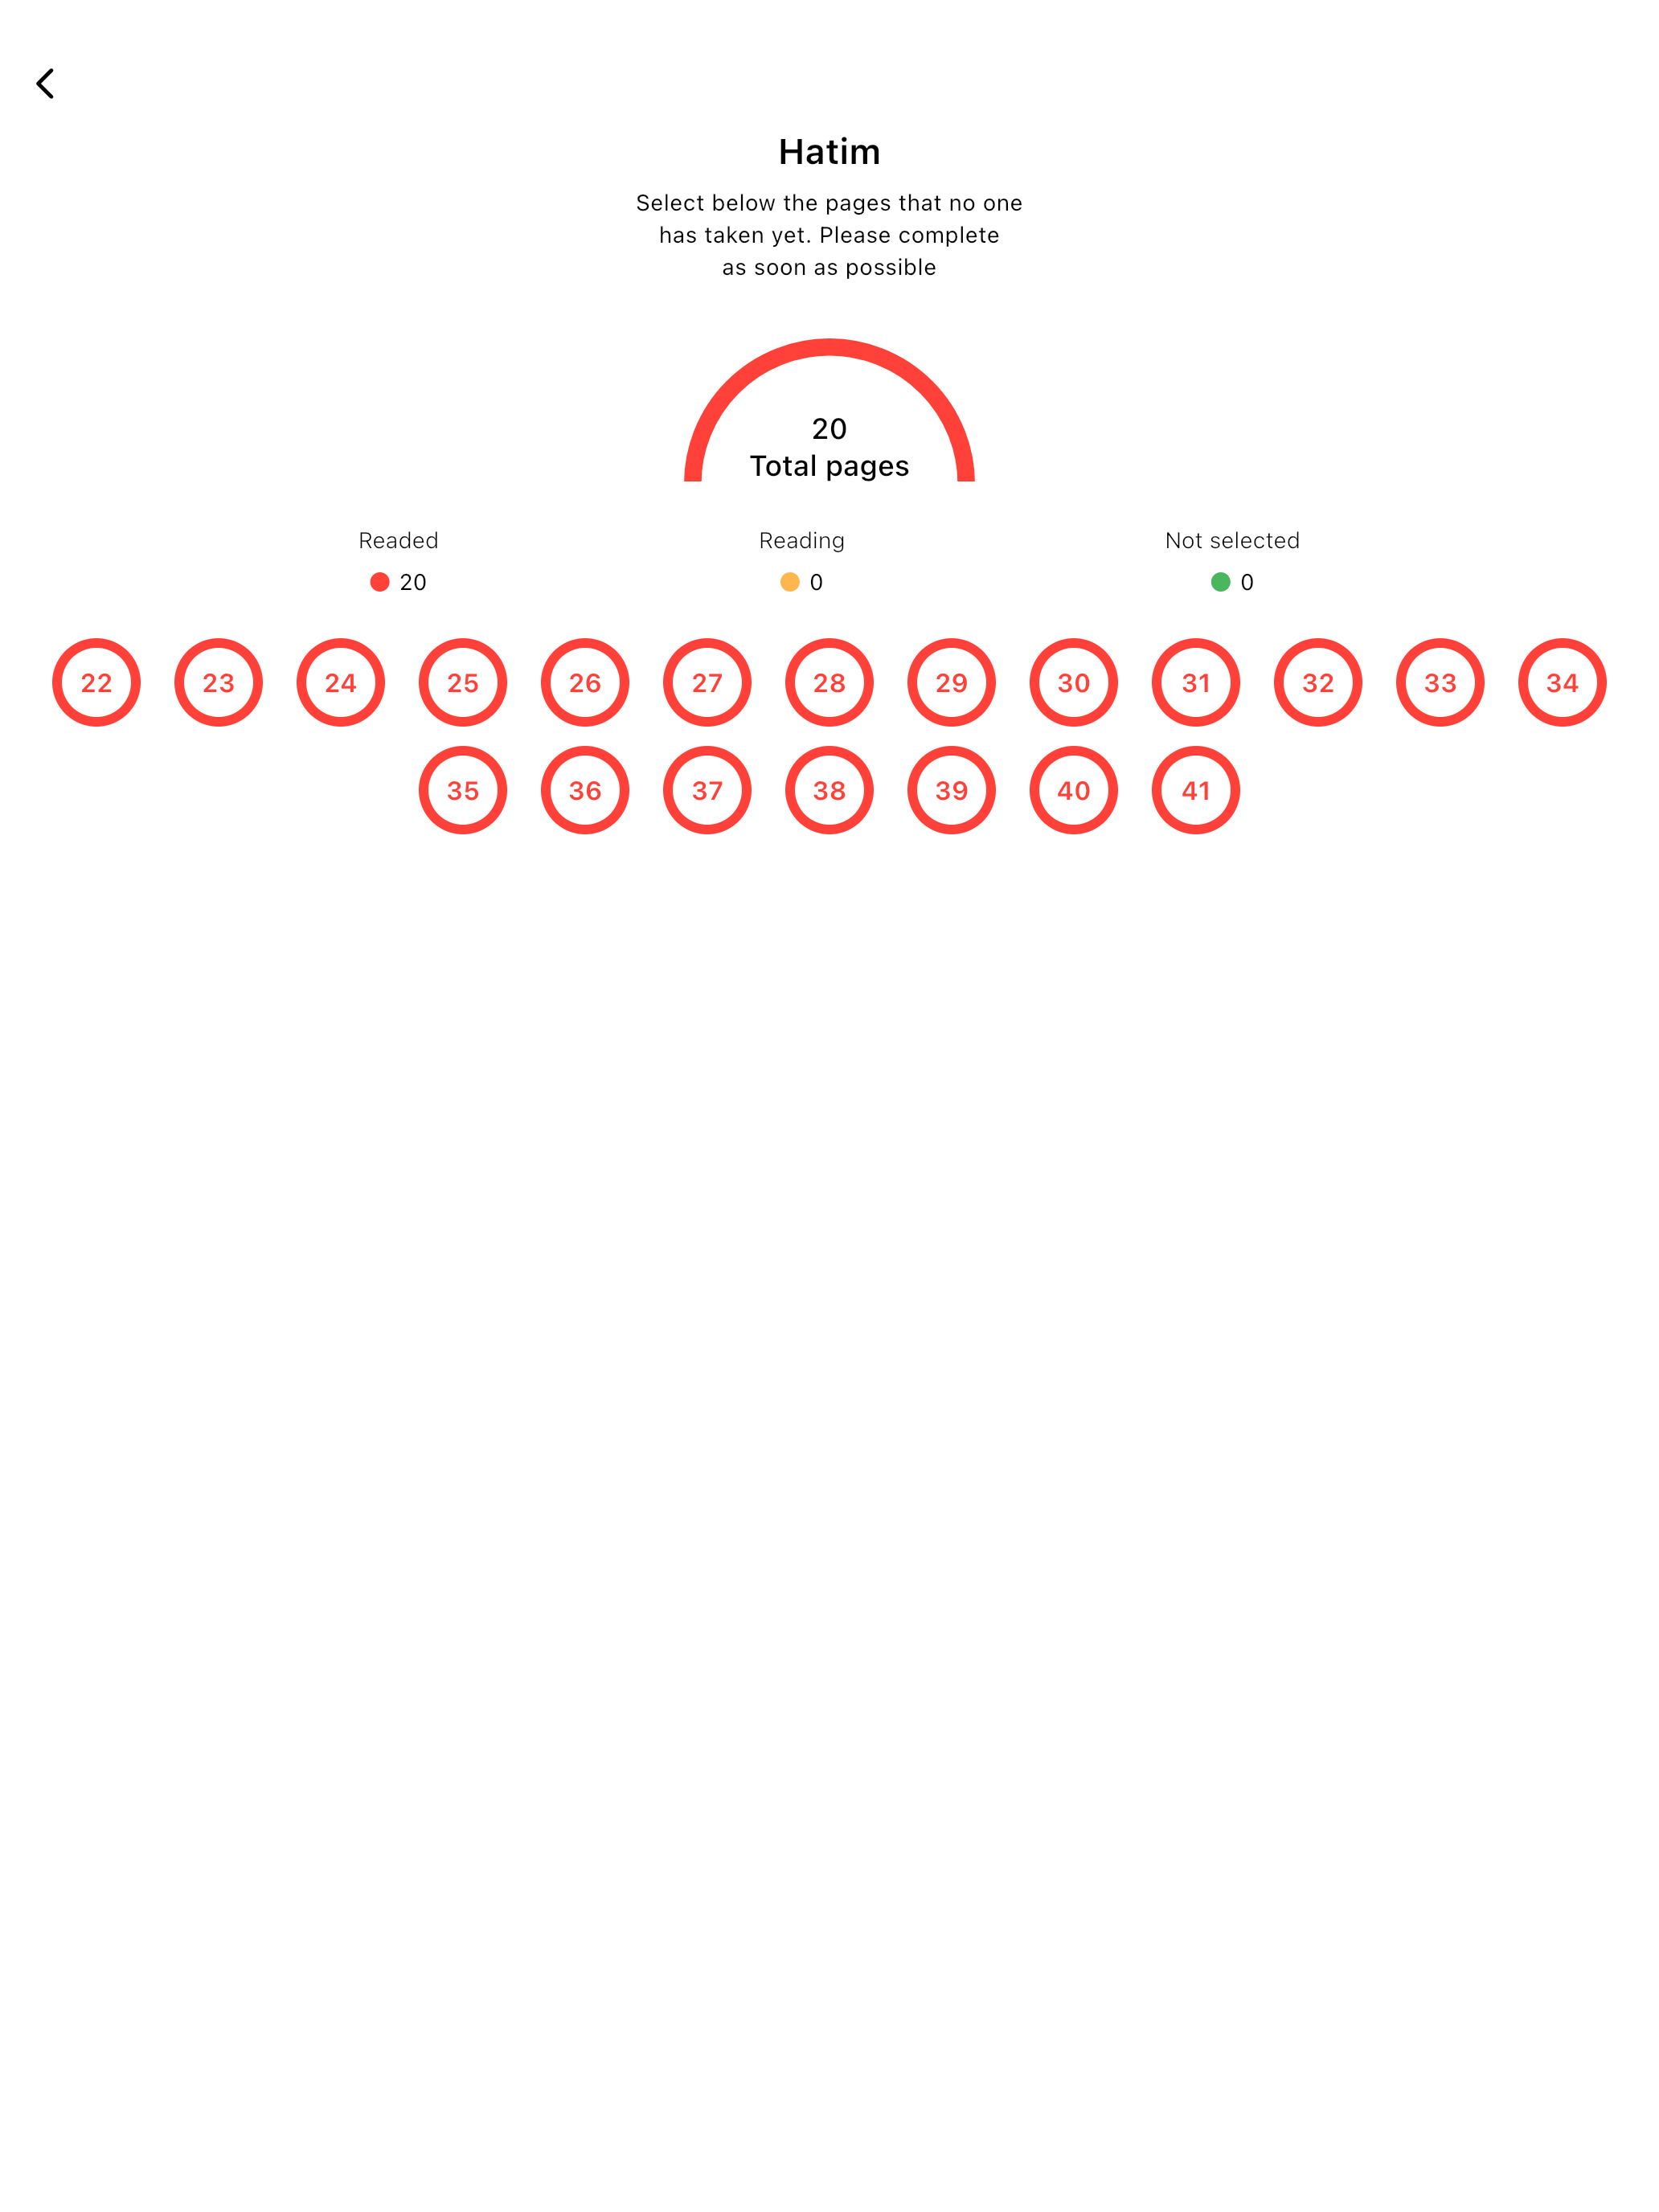 Hatim
Select below the pages that no one
has taken yet. Please complete
as soon as possible
20
Total pages
Readed Reading Not selected
20 0 0
22 23 24 25 26 27 28 29 30 31 32 33 34
35 36 37 38 39 40 41